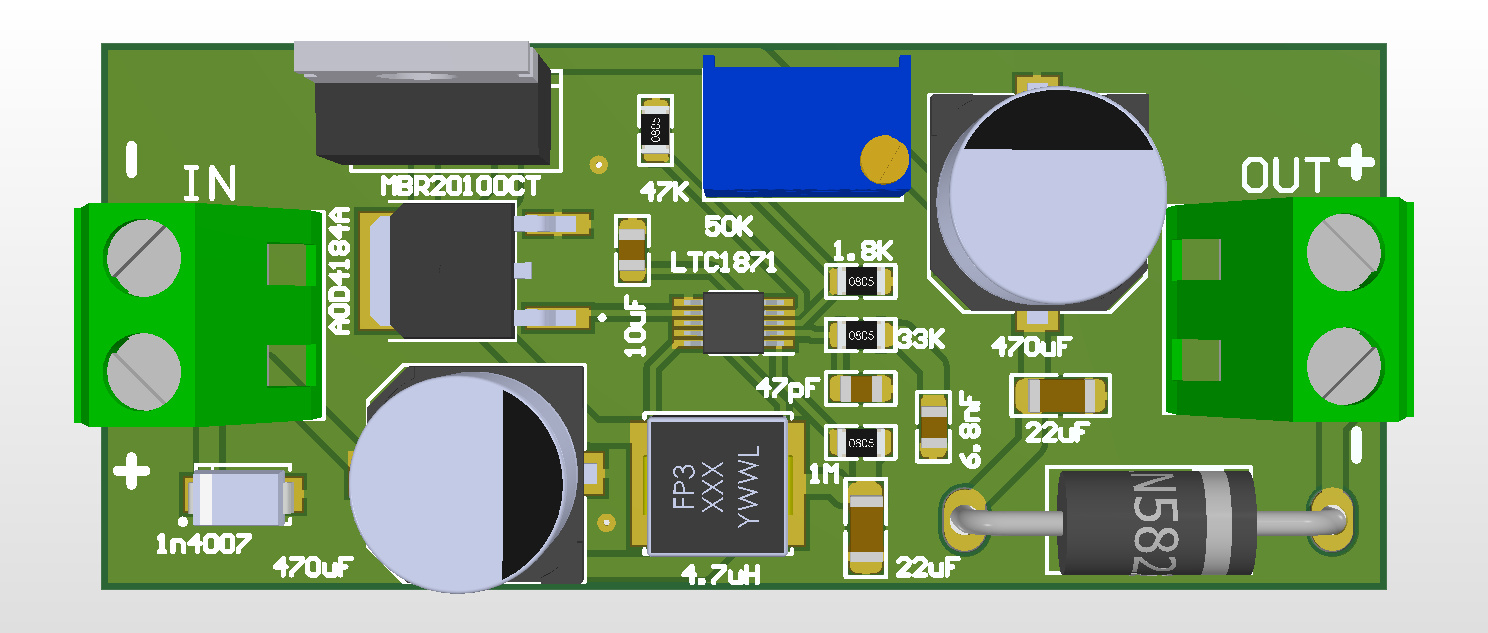 -
IN
MBR20100CT
0805
47K
50K
OUT +
AOD4184A
LTC1871
1.8K
0805
10uF
0805
33K
470uF
47pF
6.8nF
22uF
0805
1M
+
-
1n4007
470uF
FP3
XXX
YWWL
4.7uH
22uF
N582